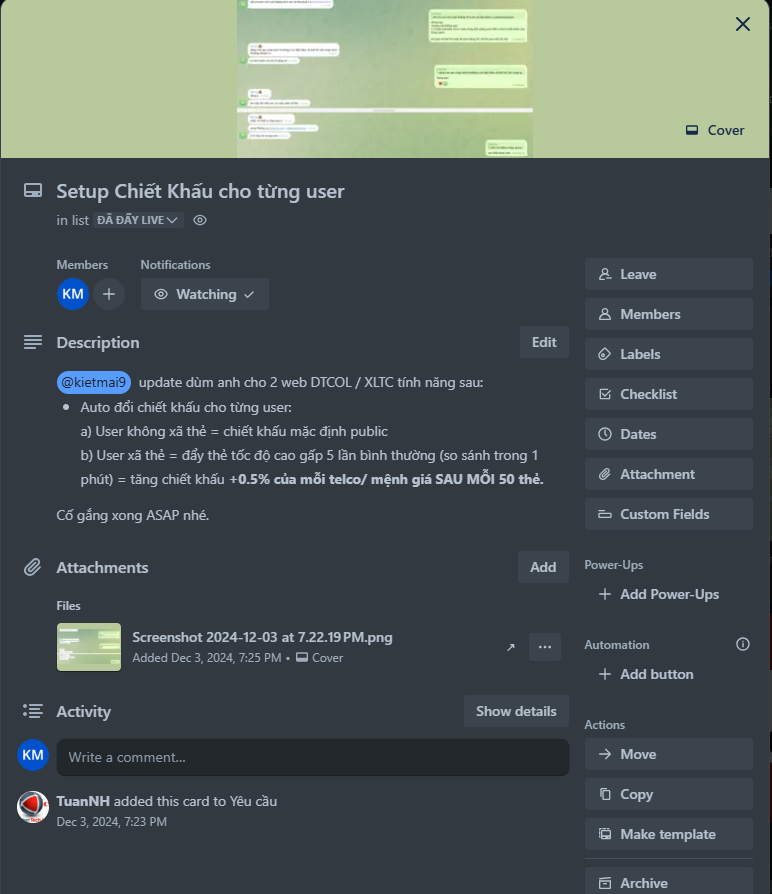 Cover
Setup Chiết Khấu cho từng user
in list ĐÃ ĐẨY LIVE
Members
Notifications
KM
Watching
Leave
Members
Labels
Checklist
Dates
Attachment
Custom Fields
Description
Edit
@kietmai9 update dùm anh cho 2 web DTCOL / XLTC tính năng sau:
Auto đổi chiết khấu cho từng user:
a) User không xã thẻ = chiết khấu mặc định public
b) User xã thẻ = đẩy thẻ tốc độ cao gấp 5 lần bình thường (so sánh trong 1
phút) = tăng chiết khấu +0.5% của mỗi telco/ mệnh giá SAU MỖI 50 thẻ.
Cố gắng xong ASAP nhé.
Attachments
Add
Files
Screenshot 2024-12-03 at 7.22.19 PM.png
Added Dec 3, 2024, 7:25 PM • Cover
Power-Ups
Add Power-Ups
Automation
Add button
Activity
Show details
KM
Write a comment…
TuanNH added this card to Yêu cầu
Dec 3, 2024, 7:23 PM
Actions
Move
Copy
Make template
Archive